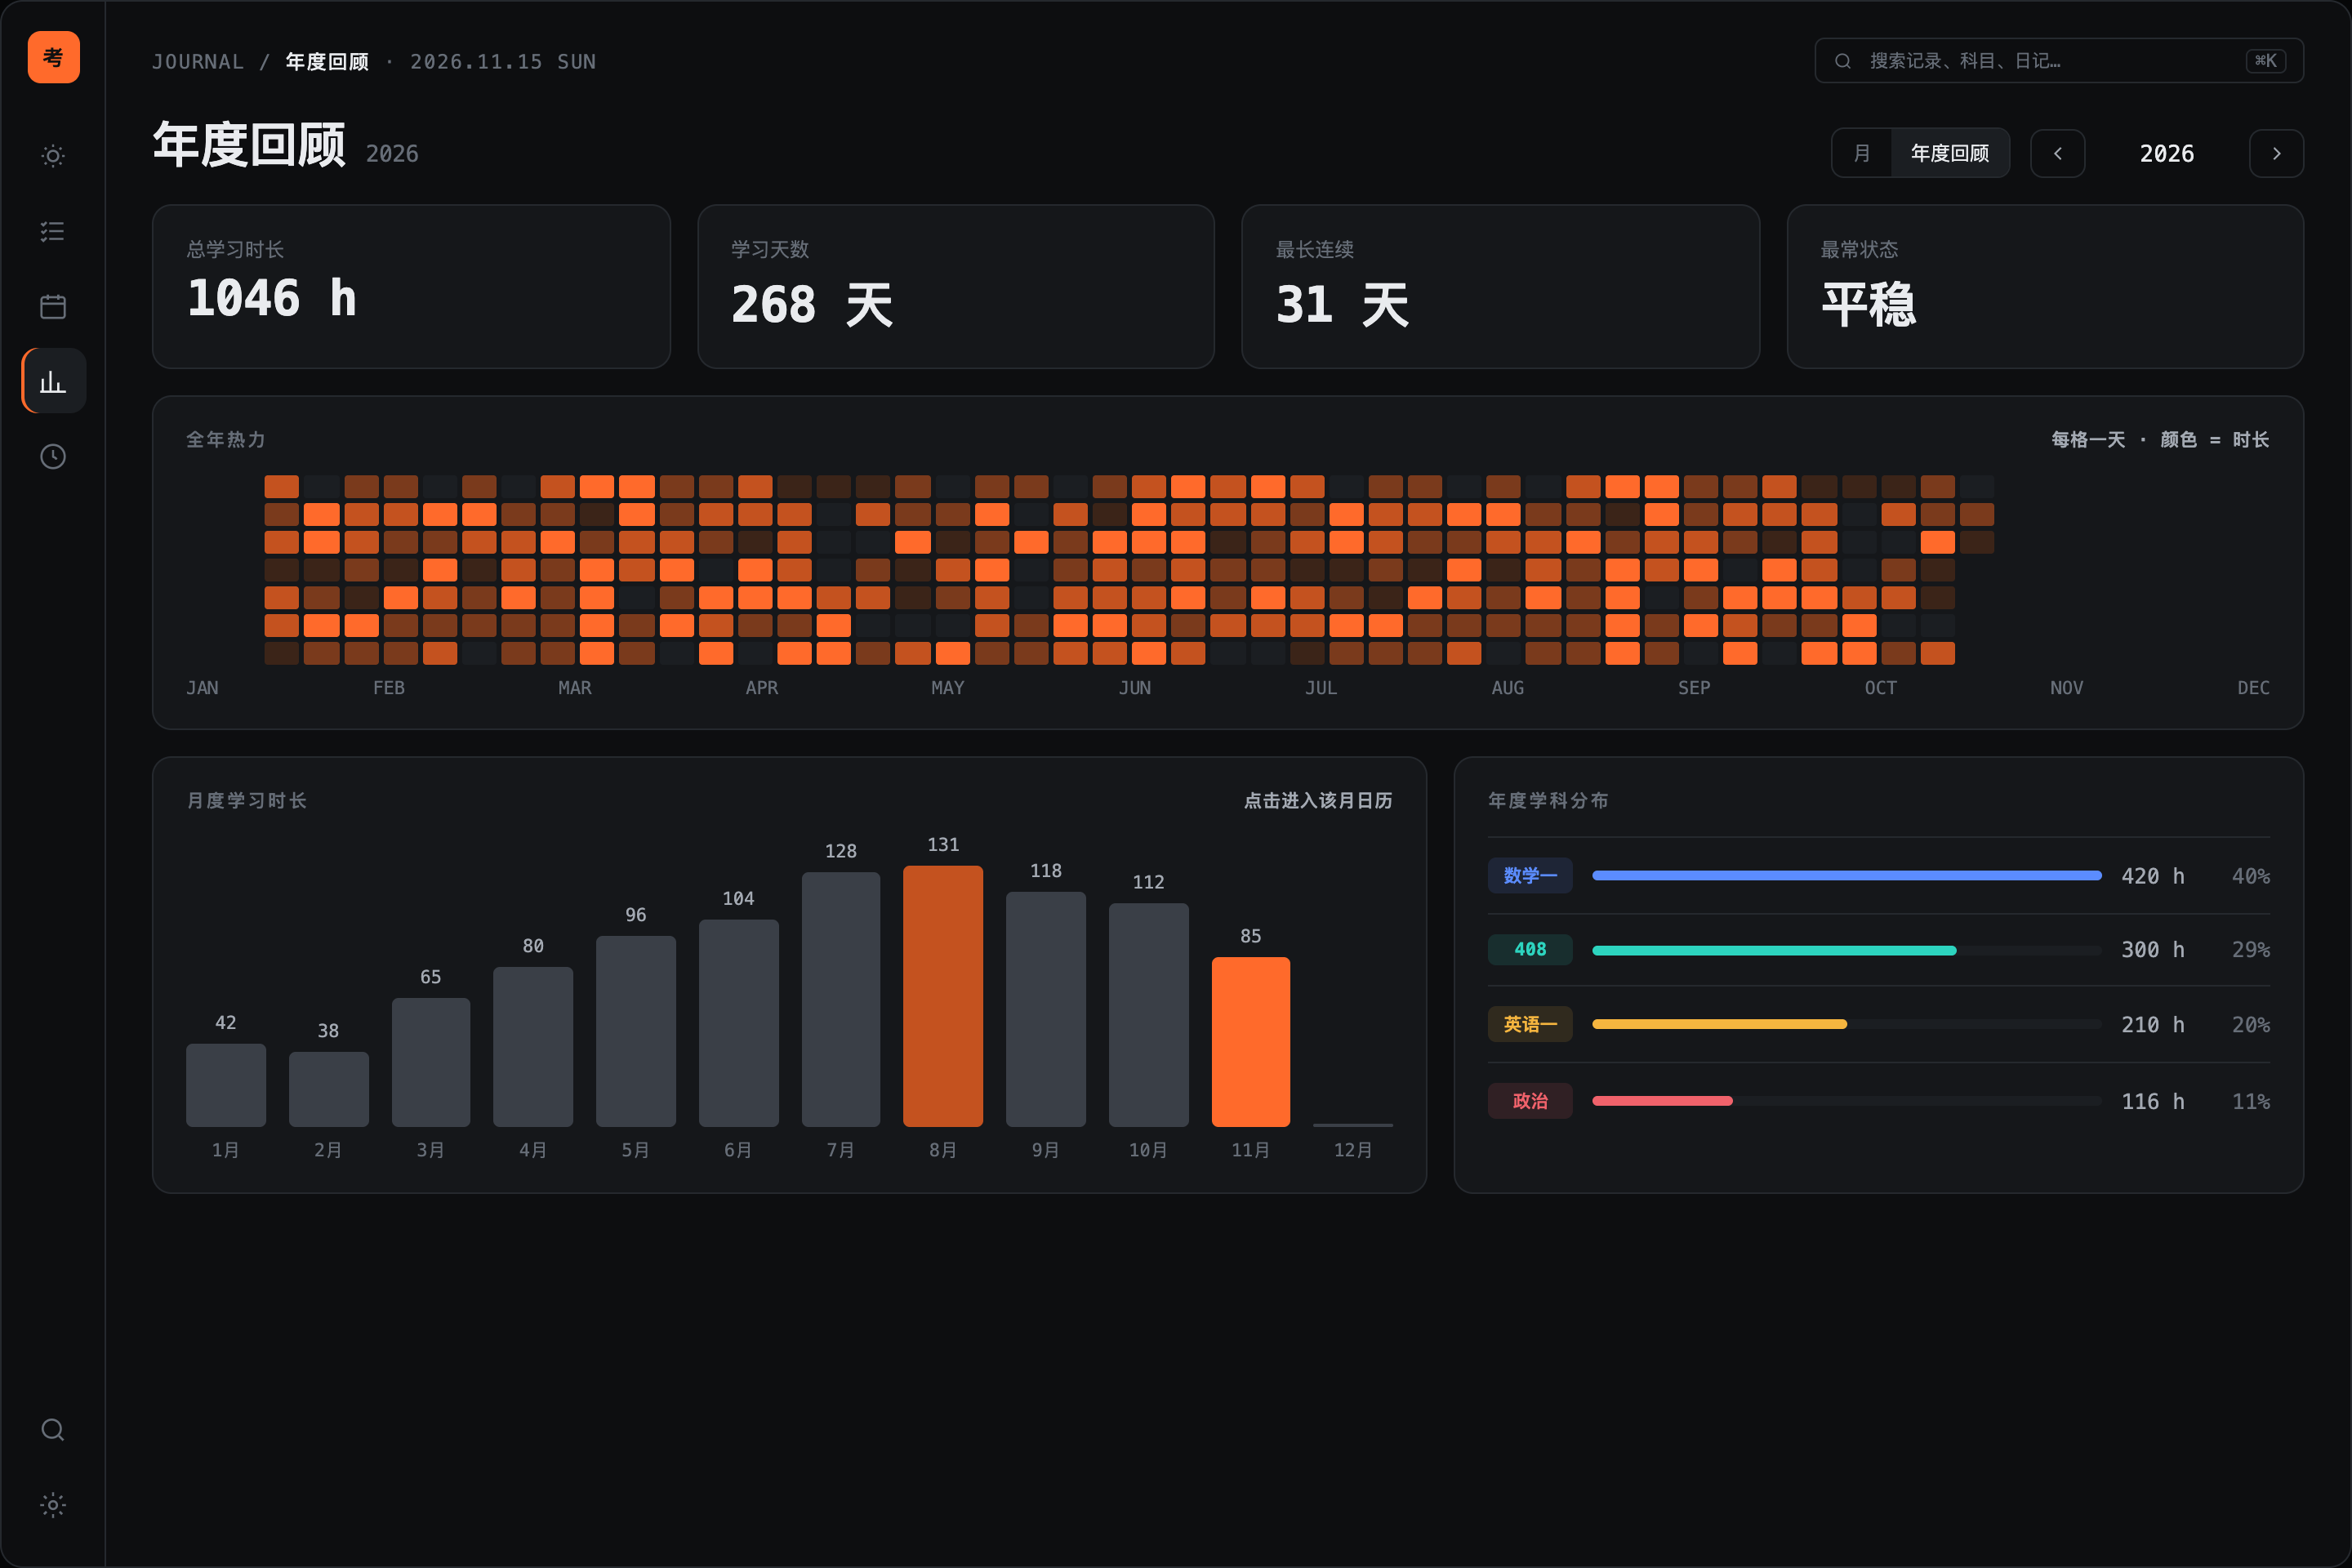 考
JOURNAL / 年度回顾 · 2026.11.15 SUN
搜索记录、科目、日记… ⌘K
年度回顾 2026
月 年度回顾 2026
总学习时长
1046 h
学习天数
268 天
最长连续
31 天
最常状态
平稳
全年热力
每格一天 · 颜色 = 时长
JAN FEB MAR APR MAY JUN JUL AUG SEP OCT NOV DEC
月度学习时长
点击进入该月日历
42 38 65 80 96 104 128 131 118 112 85
1月 2月 3月 4月 5月 6月 7月 8月 9月 10月 11月 12月
年度学科分布
数学一 420 h 40%
408 300 h 29%
英语一 210 h 20%
政治 116 h 11%